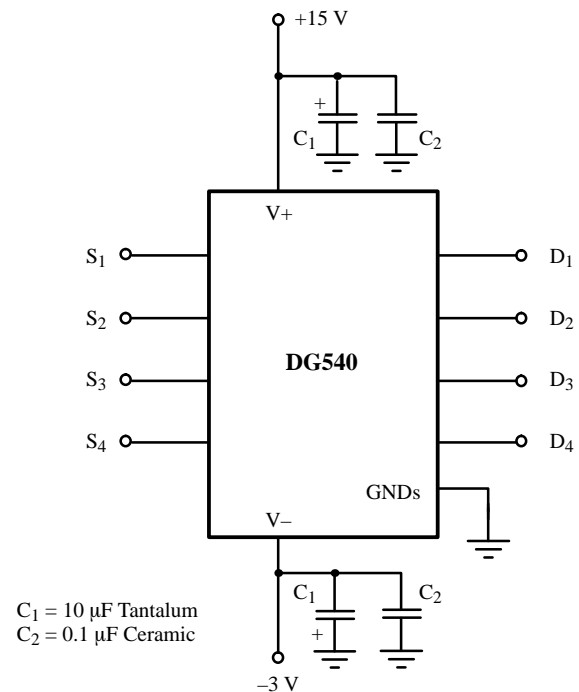 +15 V
+
C₁
C₂
V+
S₁
D₁
S₂
D₂
DG540
S₃
D₃
S₄
D₄
GNDs
V–
C₁
C₂
+
C₁ = 10 µF Tantalum
C₂ = 0.1 µF Ceramic
–3 V